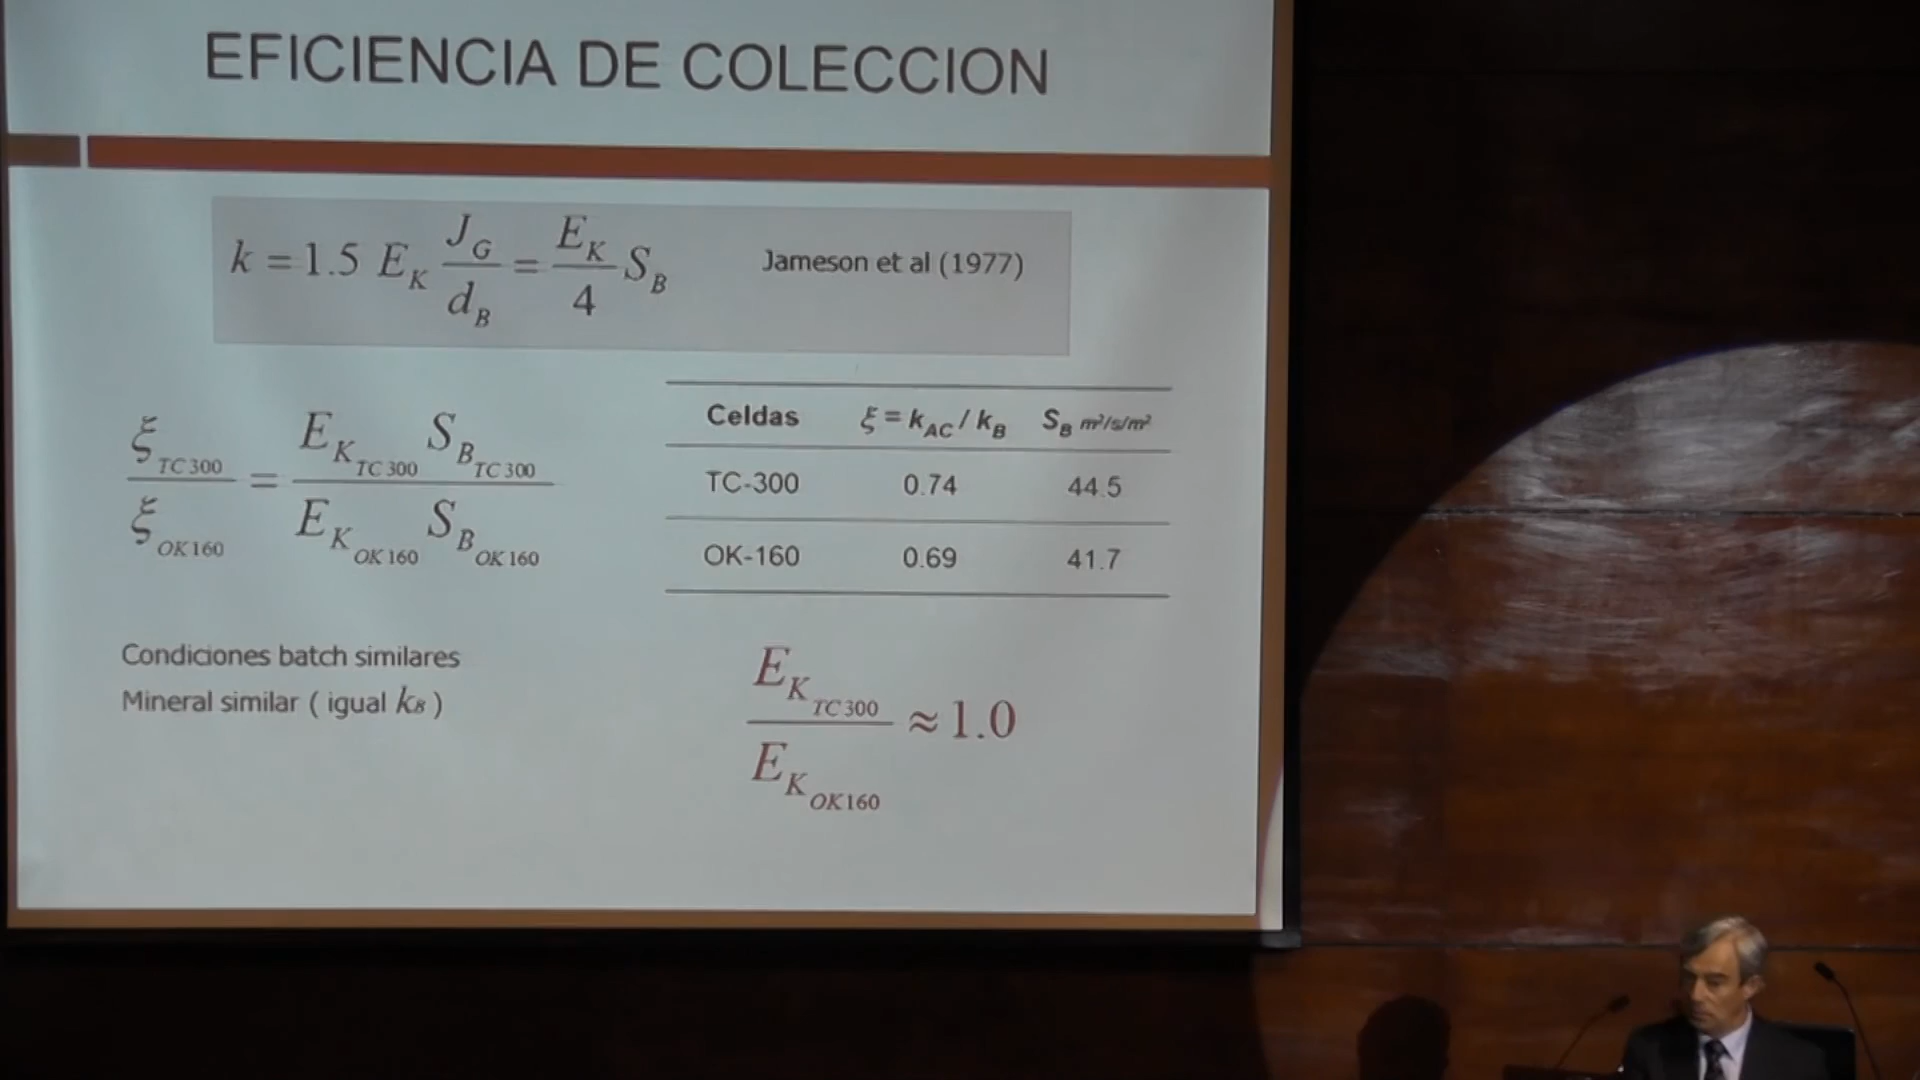 EFICIENCIA DE COLECCION
k = 1.5 E_K J_G / d_B = E_K / 4 S_B
Jameson et al (1977)
ξ_TC300 / ξ_OK160 = E_K_TC300 S_B_TC300 / E_K_OK160 S_B_OK160
Celdas ξ = k_AC / k_B S_B m²/s/m²
TC-300 0.74 44.5
OK-160 0.69 41.7
Condiciones batch similares
Mineral similar ( igual k_B )
E_K_TC300 / E_K_OK160 ≈ 1.0